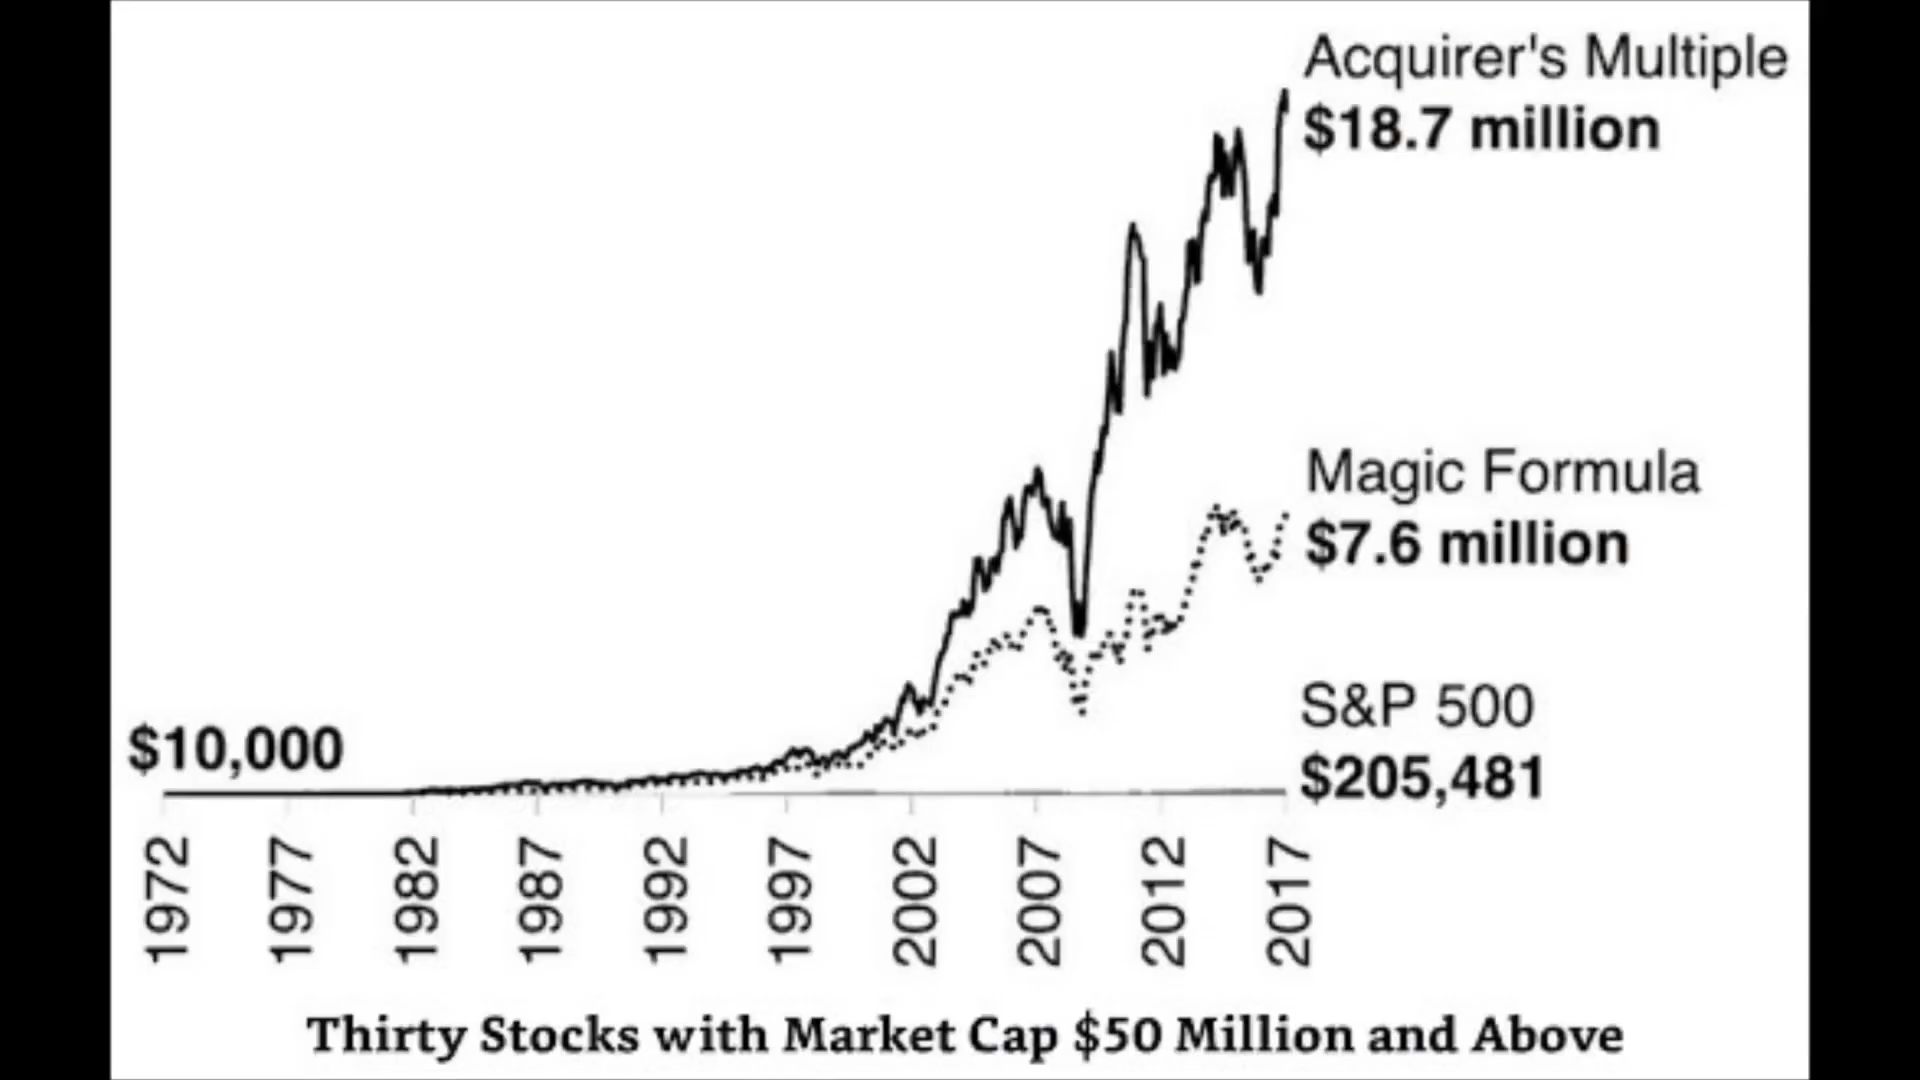 Acquirer's Multiple
$18.7 million
Magic Formula
$7.6 million
S&P 500
$205,481
$10,000
1972
1977
1982
1987
1992
1997
2002
2007
2012
2017
Thirty Stocks with Market Cap $50 Million and Above